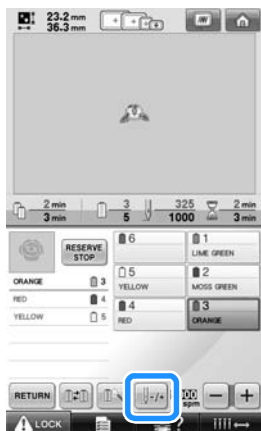 23.2 mm
36.3 mm
2 min
3 min
3
5
325
1000
2 min
3 min
RESERVE
STOP
ORANGE 3
RED 4
YELLOW 5
6
1
LIME GREEN
5
YELLOW
2
MOSS GREEN
4
RED
3
ORANGE
RETURN
-/+
00
spm
- +
LOCK
?